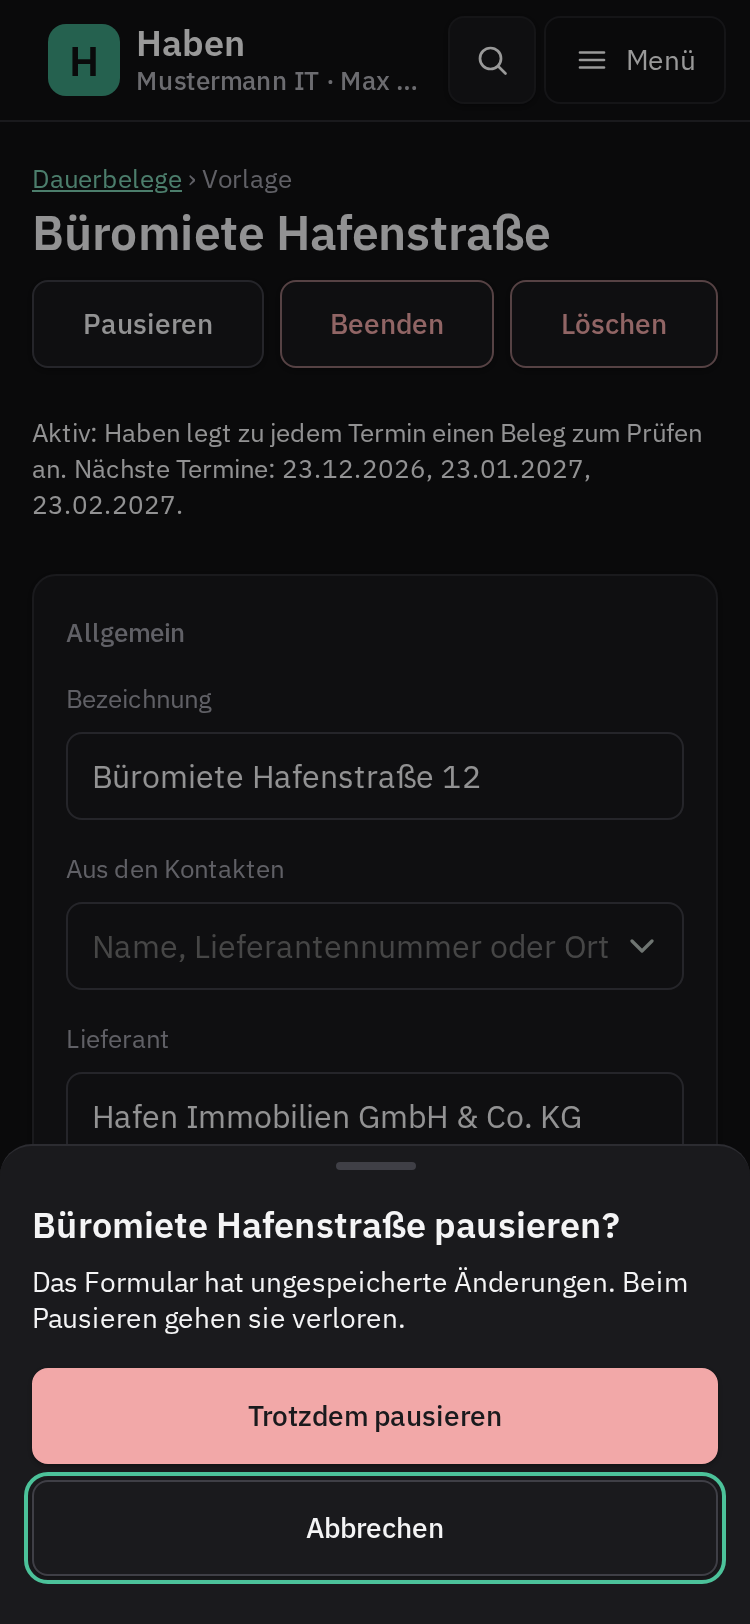 H
Haben
Mustermann IT · Max ...
Menü
Dauerbelege › Vorlage
Büromiete Hafenstraße
Pausieren
Beenden
Löschen
Aktiv: Haben legt zu jedem Termin einen Beleg zum Prüfen
an. Nächste Termine: 23.12.2026, 23.01.2027,
23.02.2027.
Allgemein
Bezeichnung
Büromiete Hafenstraße 12
Aus den Kontakten
Name, Lieferantennummer oder Ort
Lieferant
Hafen Immobilien GmbH & Co. KG
Büromiete Hafenstraße pausieren?
Das Formular hat ungespeicherte Änderungen. Beim
Pausieren gehen sie verloren.
Trotzdem pausieren
Abbrechen